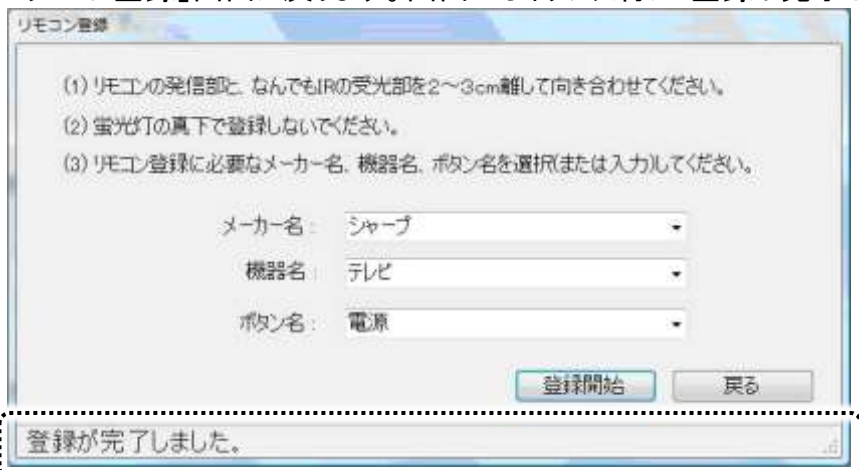 リモコン登録
(1) リモコンの発信部と、なんでもIRの受光部を2～3cm離して向き合わせてください。
(2) 蛍光灯の真下で登録しないでください。
(3) リモコン登録に必要なメーカー名、機器名、ボタン名を選択(または入力)してください。
メーカー名： シャープ
機器名： テレビ
ボタン名： 電源
登録開始 戻る
登録が完了しました。